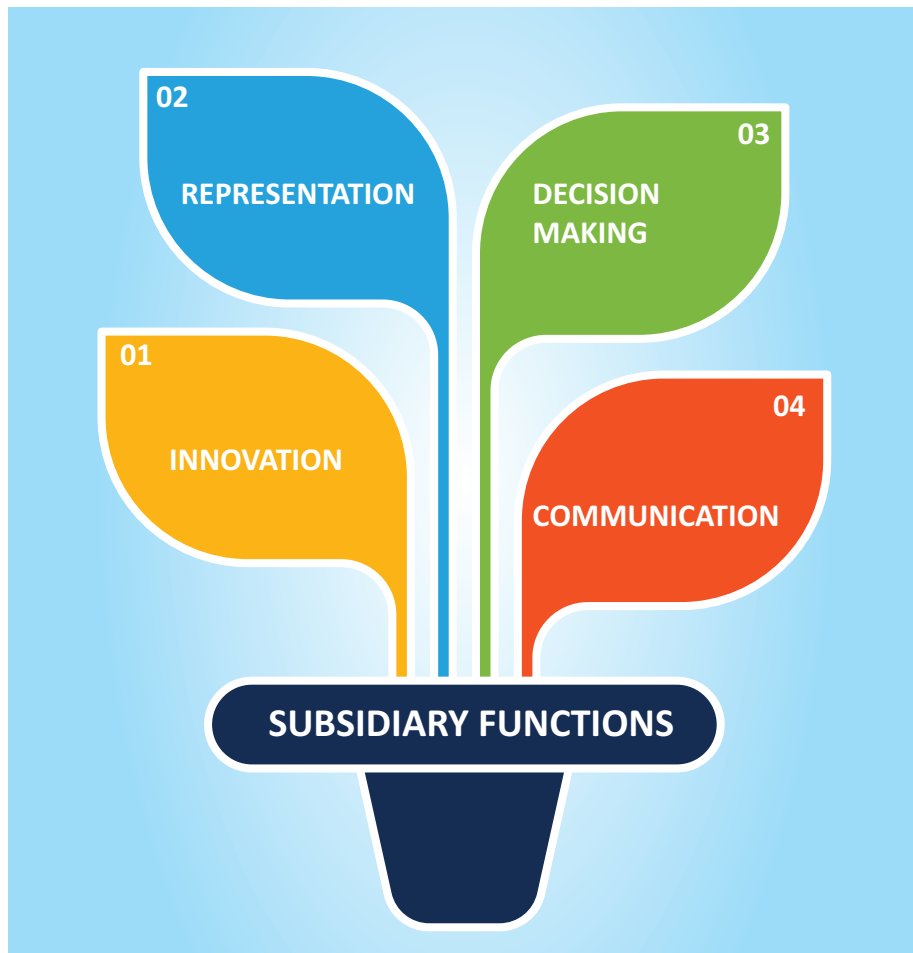 02
REPRESENTATION
03
DECISION
MAKING
01
INNOVATION
04
COMMUNICATION
SUBSIDIARY FUNCTIONS